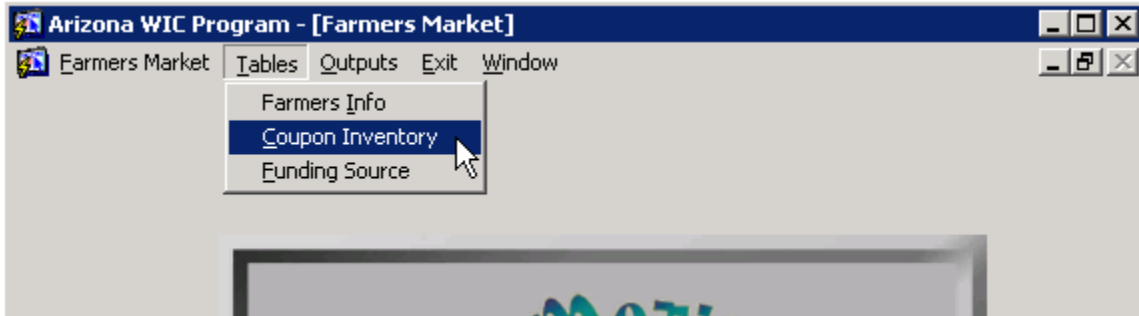 Arizona WIC Program - [Farmers Market]
Farmers Market Tables Outputs Exit Window
Farmers Info
Coupon Inventory
Funding Source